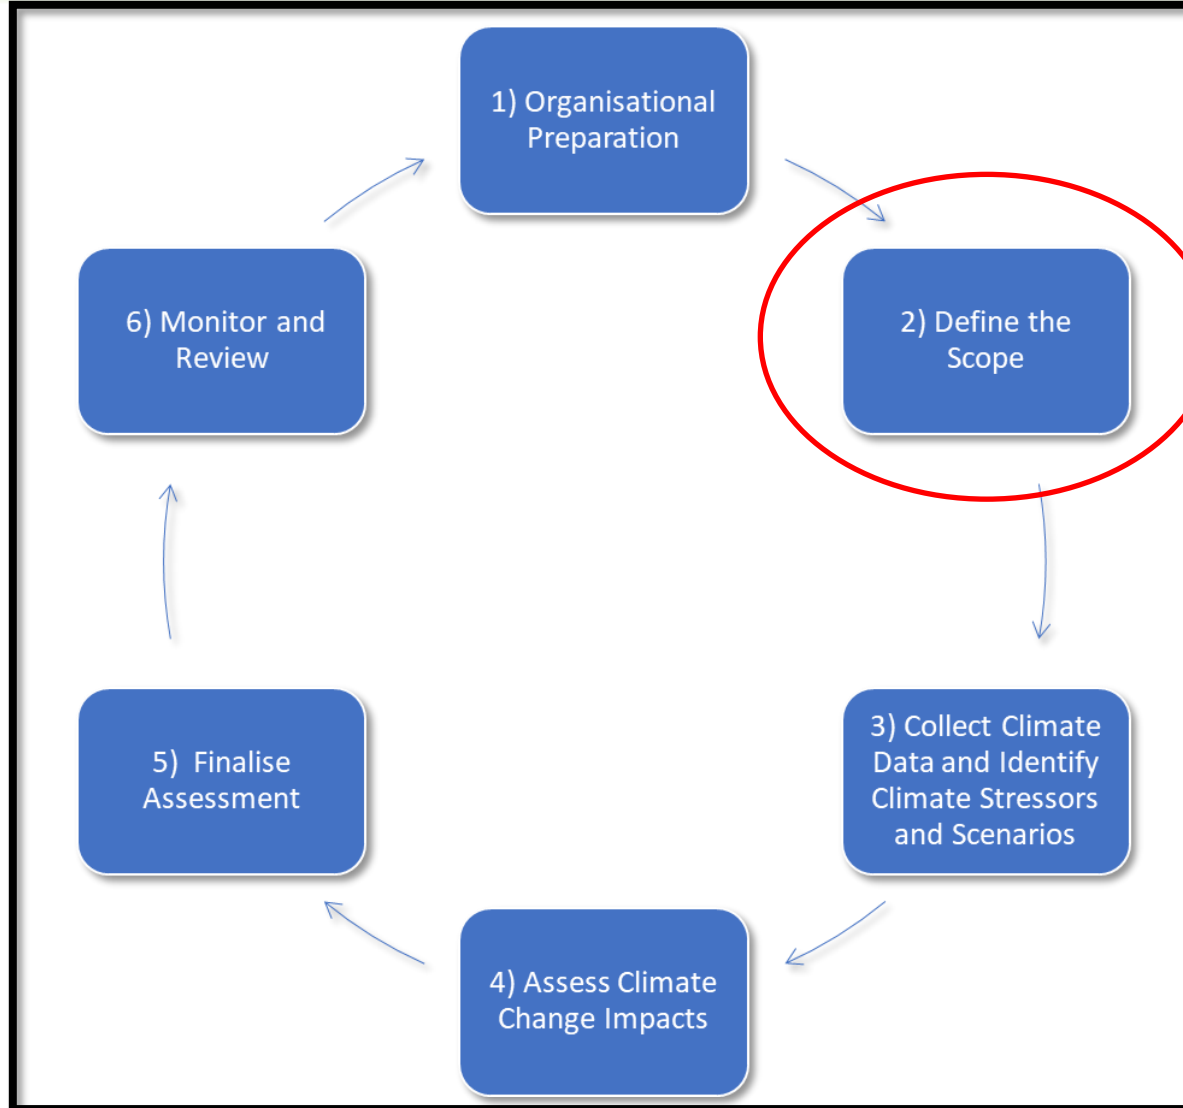 1) Organisational
Preparation
2) Define the
Scope
3) Collect Climate
Data and Identify
Climate Stressors
and Scenarios
4) Assess Climate
Change Impacts
5) Finalise
Assessment
6) Monitor and
Review